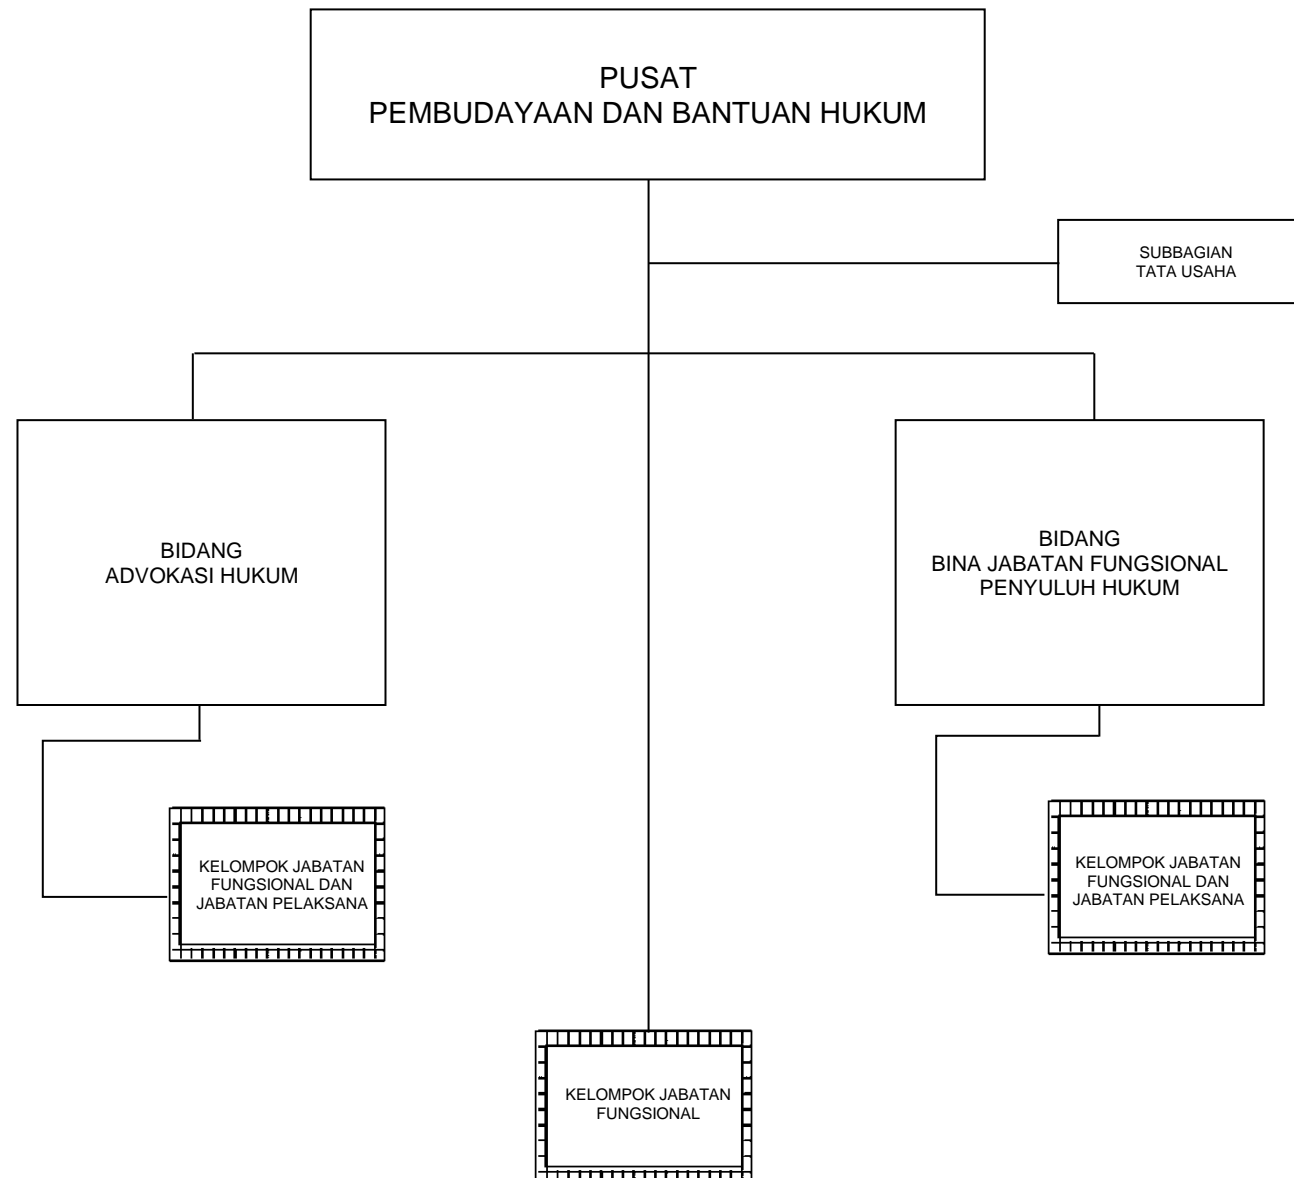 PUSAT
PEMBUDAYAAN DAN BANTUAN HUKUM
SUBBAGIAN
TATA USAHA
BIDANG
ADVOKASI HUKUM
BIDANG
BINA JABATAN FUNGSIONAL
PENYULUH HUKUM
KELOMPOK JABATAN
FUNGSIONAL DAN
JABATAN PELAKSANA
KELOMPOK JABATAN
FUNGSIONAL DAN
JABATAN PELAKSANA
KELOMPOK JABATAN
FUNGSIONAL